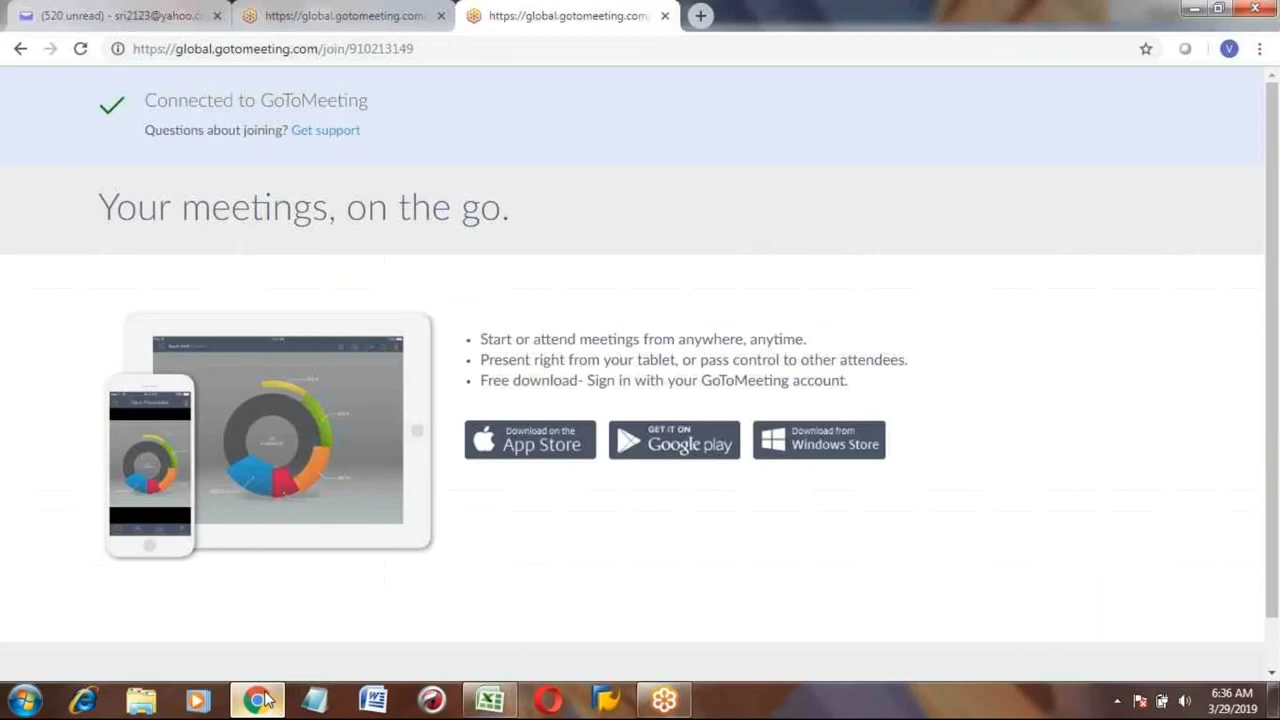 (520 unread) - sri2123@yahoo.c
https://global.gotomeeting.com
https://global.gotomeeting.com
https://global.gotomeeting.com/join/910213149
V
Connected to GoToMeeting
Questions about joining? Get support
Your meetings, on the go.
• Start or attend meetings from anywhere, anytime.
• Present right from your tablet, or pass control to other attendees.
• Free download- Sign in with your GoToMeeting account.
Download on the
App Store
GET IT ON
Google play
Download from
Windows Store
6:36 AM
3/29/2019